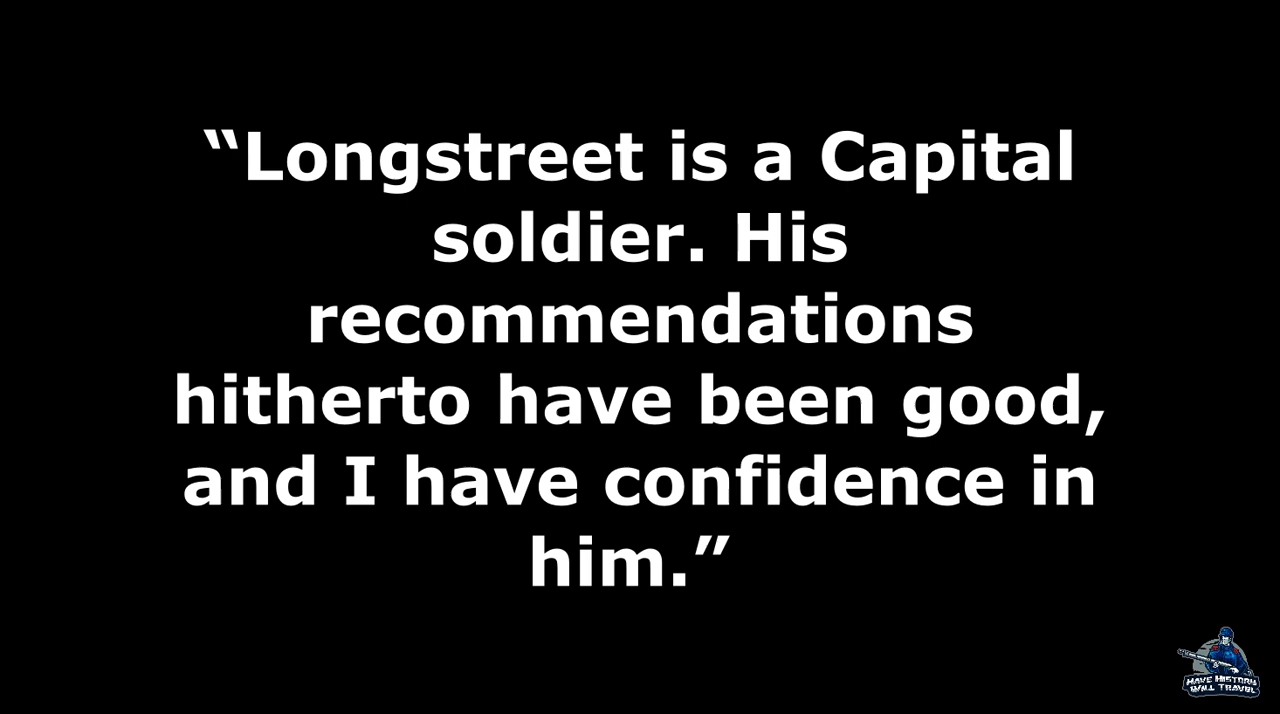 “Longstreet is a Capital
soldier. His
recommendations
hitherto have been good,
and I have confidence in
him.”
HAVE HISTORY
WILL TRAVEL